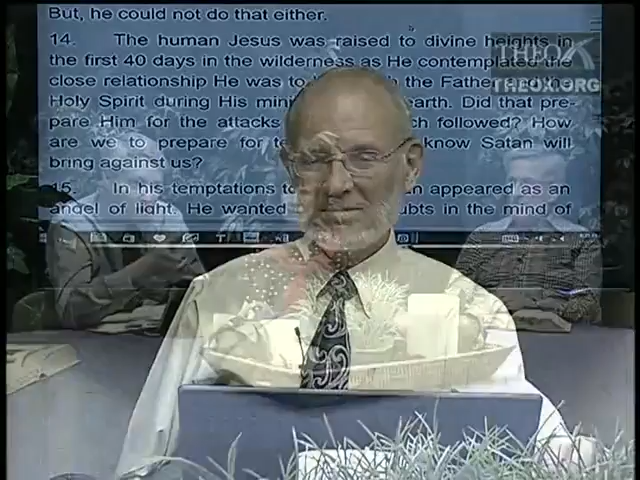 But, he could not do that either.
14. The human Jesus was raised to divine heights in
the first 40 days in the wilderness as He contemplated the
close relationship He was to the Father and the
Holy Spirit during His earth. Did that pre-
pare Him for the attacks which followed? How
are we to prepare for know Satan will
bring against us?
15. In his temptations appeared as an
angel of light. He wanted in the mind of
THEOX
THEOX.ORG